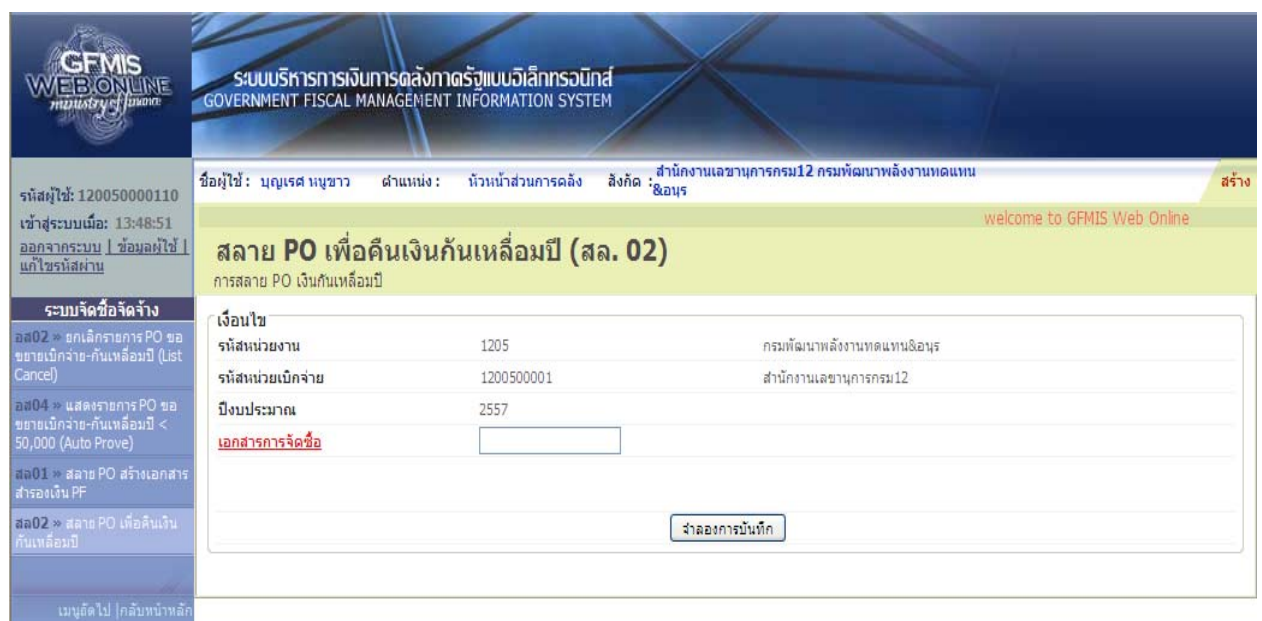 GFMIS
WEB ONLINE
ministry of finance
ระบบบริหารการเงินการคลังภาครัฐแบบอิเล็กทรอนิกส์
GOVERNMENT FISCAL MANAGEMENT INFORMATION SYSTEM
รหัสผู้ใช้: 120050000110
เข้าสู่ระบบเมื่อ: 13:48:51
ออกจากระบบ | ข้อมูลผู้ใช้ |
แก้ไขรหัสผ่าน
ชื่อผู้ใช้ : บุญเรศ หนูขาว ตำแหน่ง : หัวหน้าส่วนการคลัง สังกัด : สำนักงานเลขานุการกรม12 กรมพัฒนาพลังงานทดแทน
&อนุร
สร้าง
welcome to GFMIS Web Online
สลาย PO เพื่อคืนเงินกันเหลื่อมปี (สล. 02)
การสลาย PO เงินกันเหลื่อมปี
ระบบจัดซื้อจัดจ้าง
อส02 » ยกเลิกรายการ PO ขอ
ขยายเบิกจ่าย-กันเหลื่อมปี (List
Cancel)
อส04 » แสดงรายการ PO ขอ
ขยายเบิกจ่าย-กันเหลื่อมปี <
50,000 (Auto Prove)
สล01 » สลาย PO สร้างเอกสาร
สำรองเงิน PF
สล02 » สลาย PO เพื่อคืนเงิน
กันเหลื่อมปี
เมนูถัดไป |กลับหน้าหลัก
เงื่อนไข
รหัสหน่วยงาน 1205 กรมพัฒนาพลังงานทดแทน&อนุร
รหัสหน่วยเบิกจ่าย 1200500001 สำนักงานเลขานุการกรม12
ปีงบประมาณ 2557
เอกสารการจัดซื้อ
จำลองการบันทึก